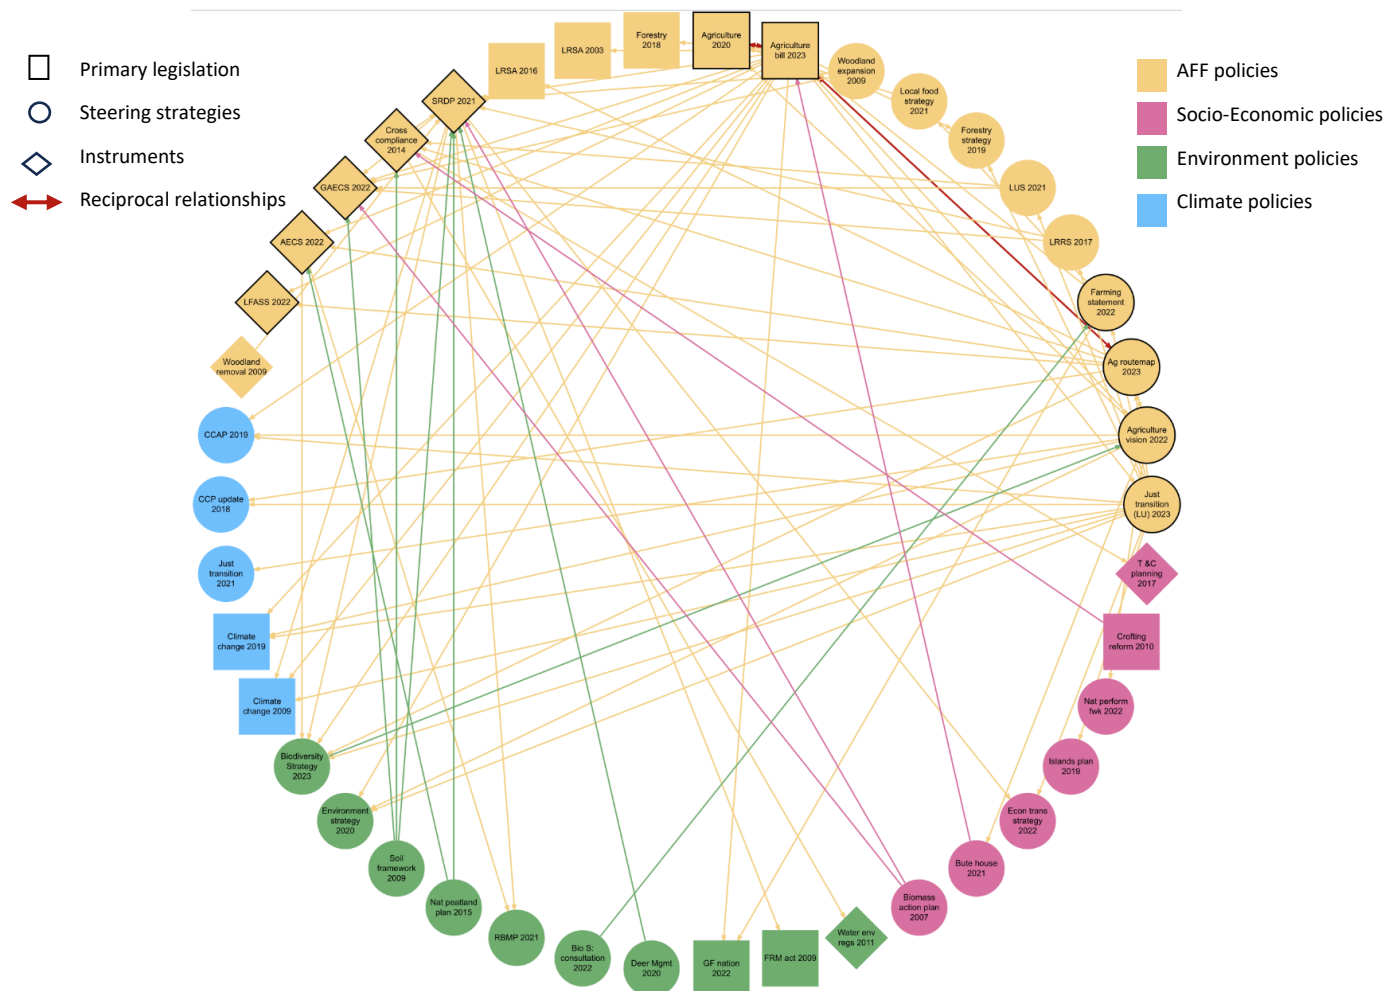 Primary legislation
Steering strategies
Instruments
Reciprocal relationships
AFF policies
Socio-Economic policies
Environment policies
Climate policies
Agriculture
bill 2023
Woodland
expansion
2009
Local food
strategy
2021
Forestry
strategy
2019
LUS 2021
LRRS 2017
Farming
statement
2022
Ag routemap
2023
Agriculture
vision 2022
Just
transition
(LU) 2023
T &C
planning
2017
Crofting
reform 2010
Nat perform
fwk 2022
Islands plan
2019
Econ trans
strategy
2022
Bute house
2021
Biomass
action plan
2007
Water env
regs 2011
FRM act 2009
GF nation
2022
Deer Mgmt
2020
Bio S:
consultation
2022
RBMP 2021
Nat peatland
plan 2015
Soil
framework
2009
Environment
strategy
2020
Biodiversity
Strategy
2023
Climate
change 2009
Climate
change 2019
Just
transition
2021
CCP update
2018
CCAP 2019
Woodland
removal 2009
LFASS 2022
AECS 2022
GAECS 2022
Cross
compliance
2014
SRDP 2021
LRSA 2016
LRSA 2003
Forestry
2018
Agriculture
2020